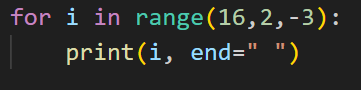 for i in range(16,2,-3):
    print(i, end=" ")